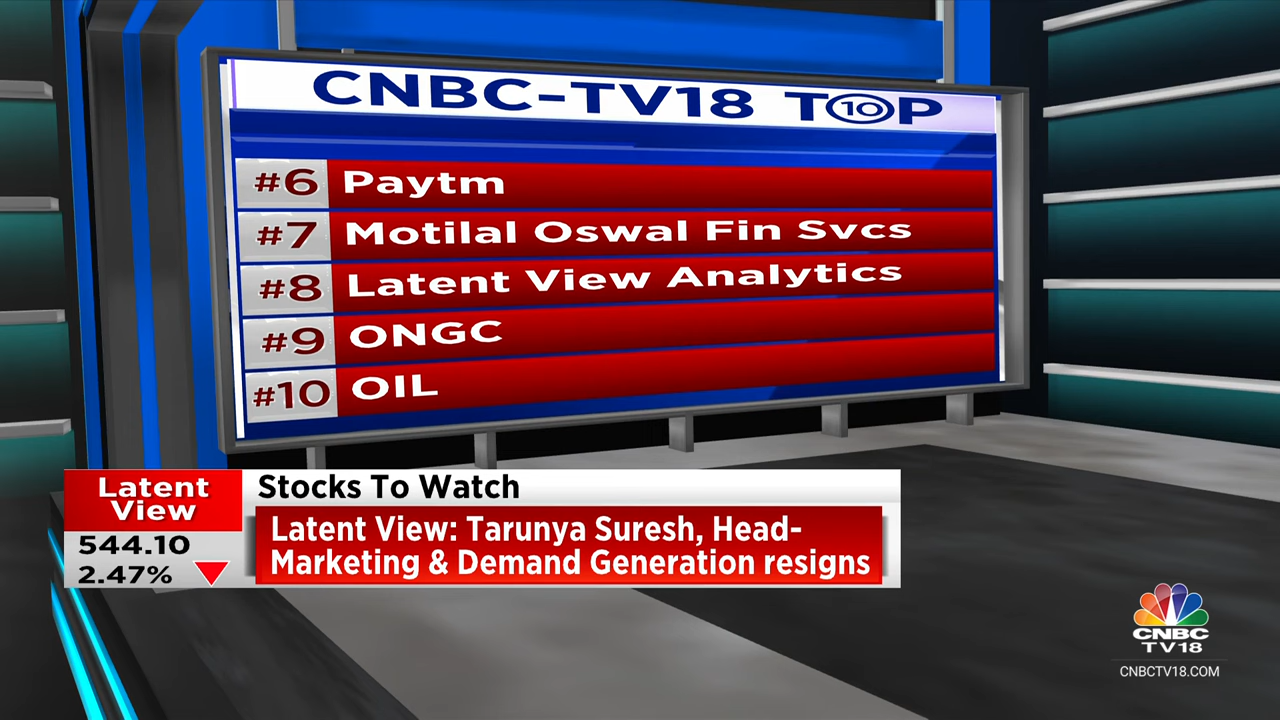 CNBC-TV18 TOP 10
#6 Paytm
#7 Motilal Oswal Fin Svcs
#8 Latent View Analytics
#9 ONGC
#10 OIL
Latent
View
544.10
2.47%
Stocks To Watch
Latent View: Tarunya Suresh, Head-
Marketing & Demand Generation resigns
CNBC
TV18
CNBCTV18.COM